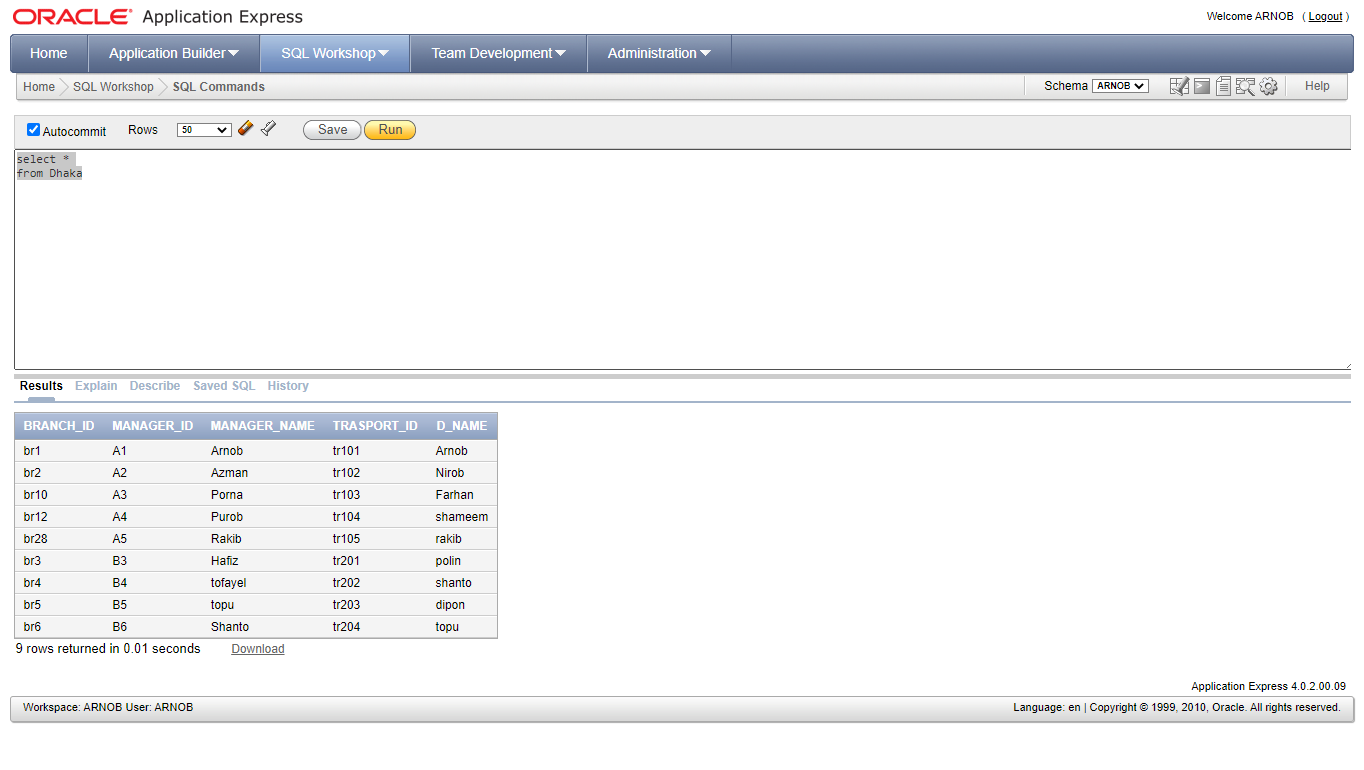 ORACLE Application Express Welcome ARNOB ( Logout )
Home Application Builder SQL Workshop Team Development Administration
Home SQL Workshop SQL Commands Schema ARNOB Help
Autocommit Rows 50 Save Run
select *
from Dhaka
Results Explain Describe Saved SQL History
BRANCH_ID MANAGER_ID MANAGER_NAME TRASPORT_ID D_NAME
br1 A1 Arnob tr101 Arnob
br2 A2 Azman tr102 Nirob
br10 A3 Porna tr103 Farhan
br12 A4 Purob tr104 shameem
br28 A5 Rakib tr105 rakib
br3 B3 Hafiz tr201 polin
br4 B4 tofayel tr202 shanto
br5 B5 topu tr203 dipon
br6 B6 Shanto tr204 topu
9 rows returned in 0.01 seconds Download
Application Express 4.0.2.00.09
Workspace: ARNOB User: ARNOB Language: en | Copyright © 1999, 2010, Oracle. All rights reserved.